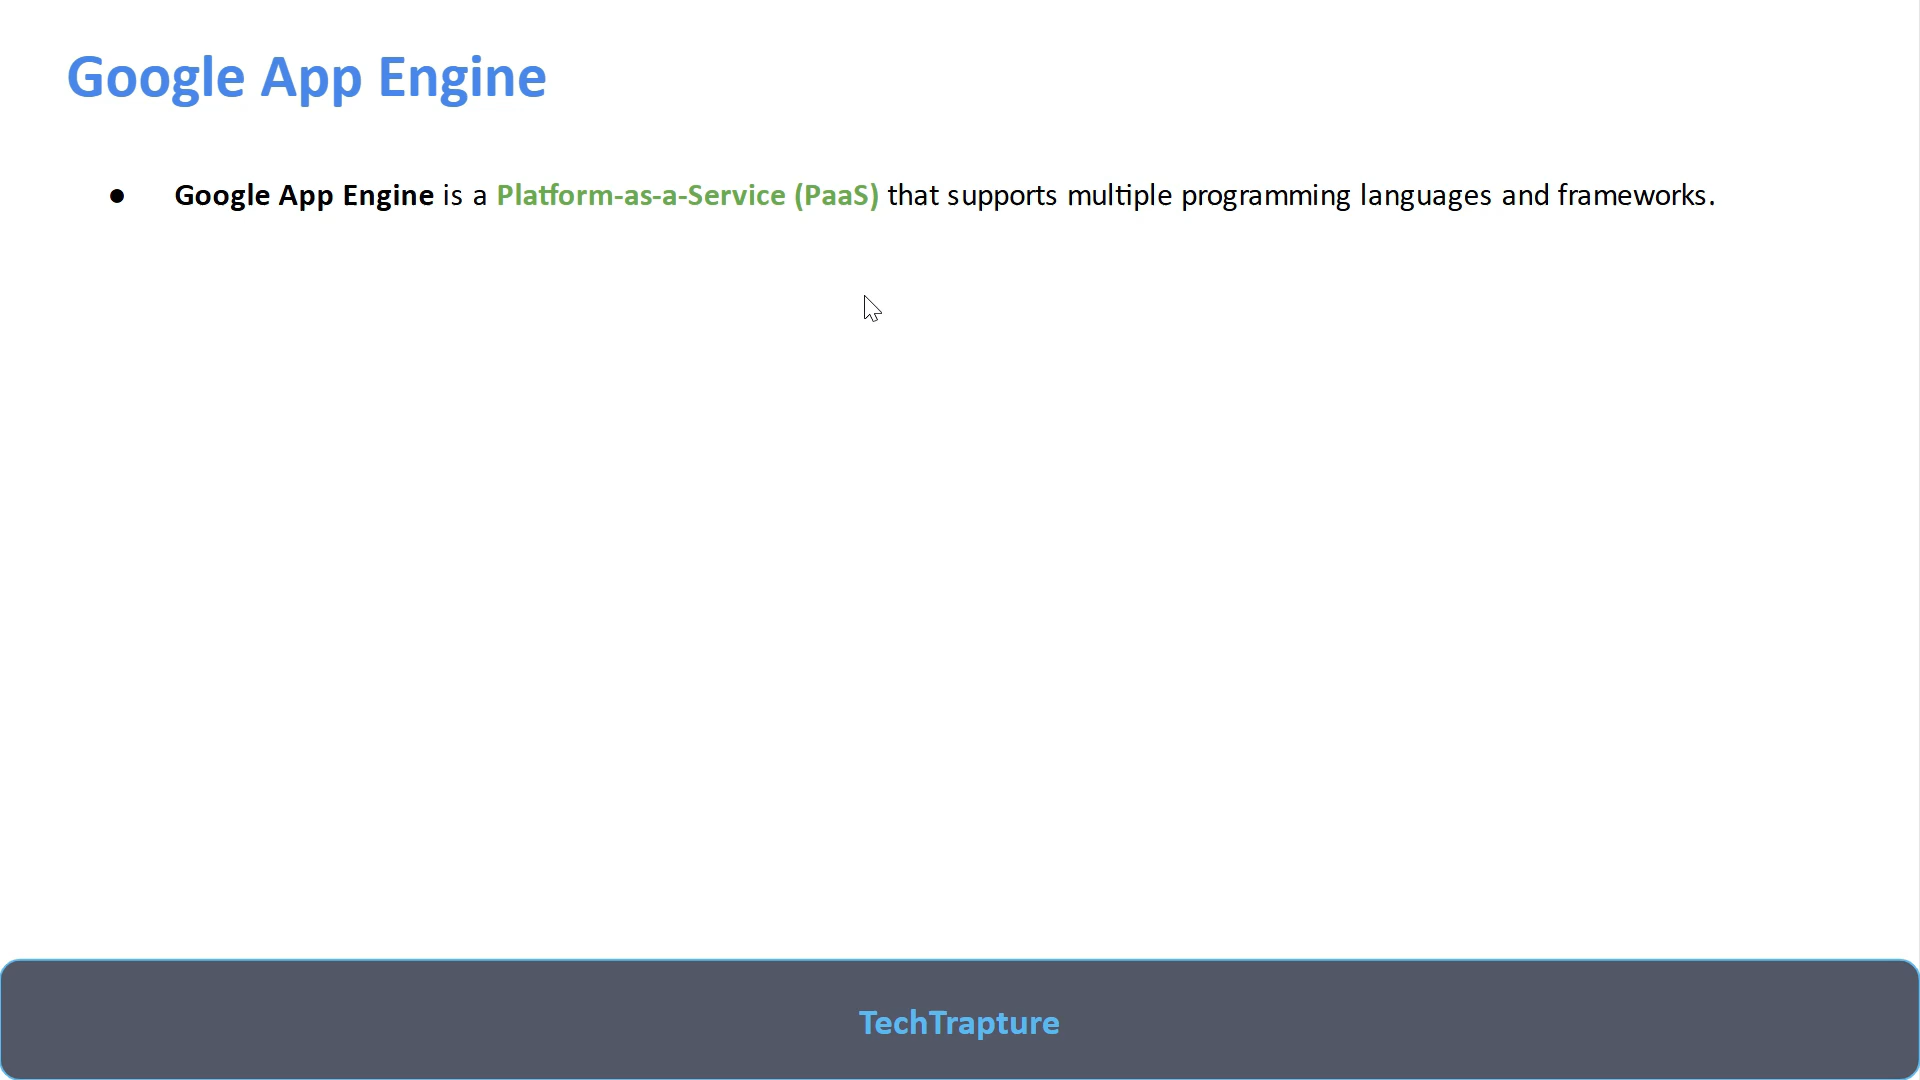 Google App Engine
● Google App Engine is a Platform-as-a-Service (PaaS) that supports multiple programming languages and frameworks.
TechTrapture